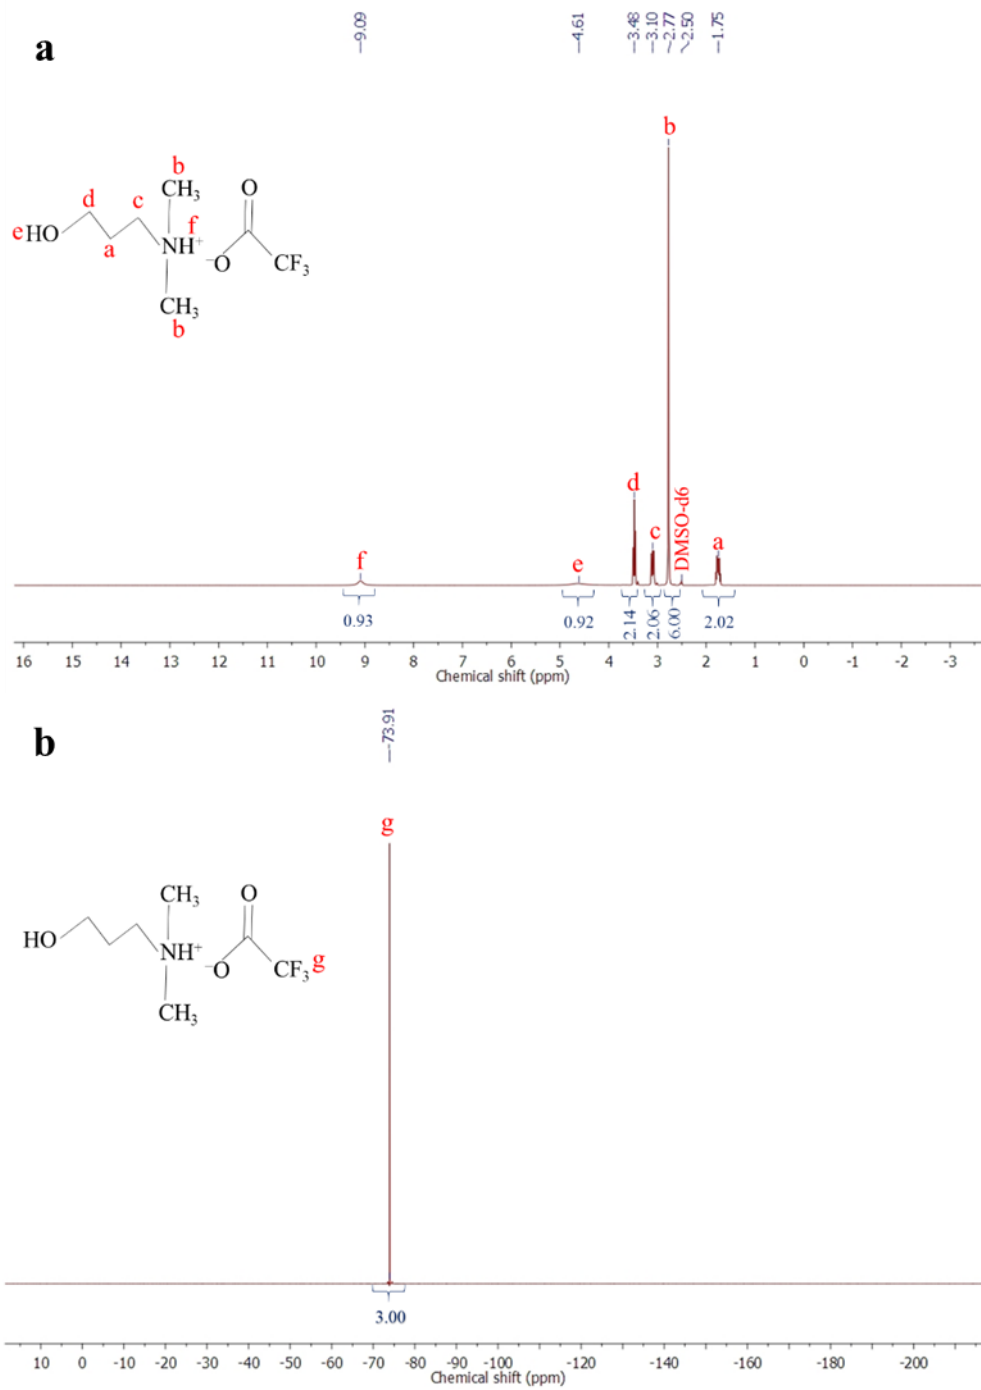 a
9.09
4.61
3.48
3.10
2.77
2.50
1.75
b
b
CH3
O
d
c
f
eHO
a
NH+
-O
CF3
CH3
b
d
c
DMSO-d6
a
f
e
0.93
0.92
2.14
2.06
6.00
2.02
16 15 14 13 12 11 10 9 8 7 6 5 4 3 2 1 0 -1 -2 -3
Chemical shift (ppm)
b
-73.91
g
CH3
O
HO
NH+
-O
CF3
g
CH3
3.00
10 0 -10 -20 -30 -40 -50 -60 -70 -80 -90 -100 -120 -140 -160 -180 -200
Chemical shift (ppm)